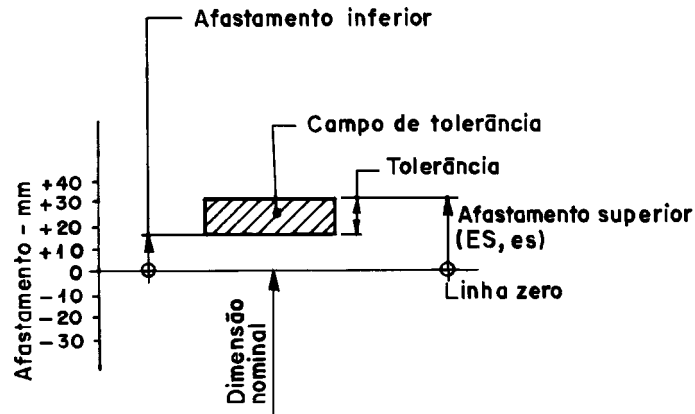 Afastamento inferior
Campo de tolerância
Tolerância
Afastamento superior
(ES, es)
Linha zero
Afastamento - mm
+40
+30
+20
+10
0
-10
-20
-30
Dimensão
nominal